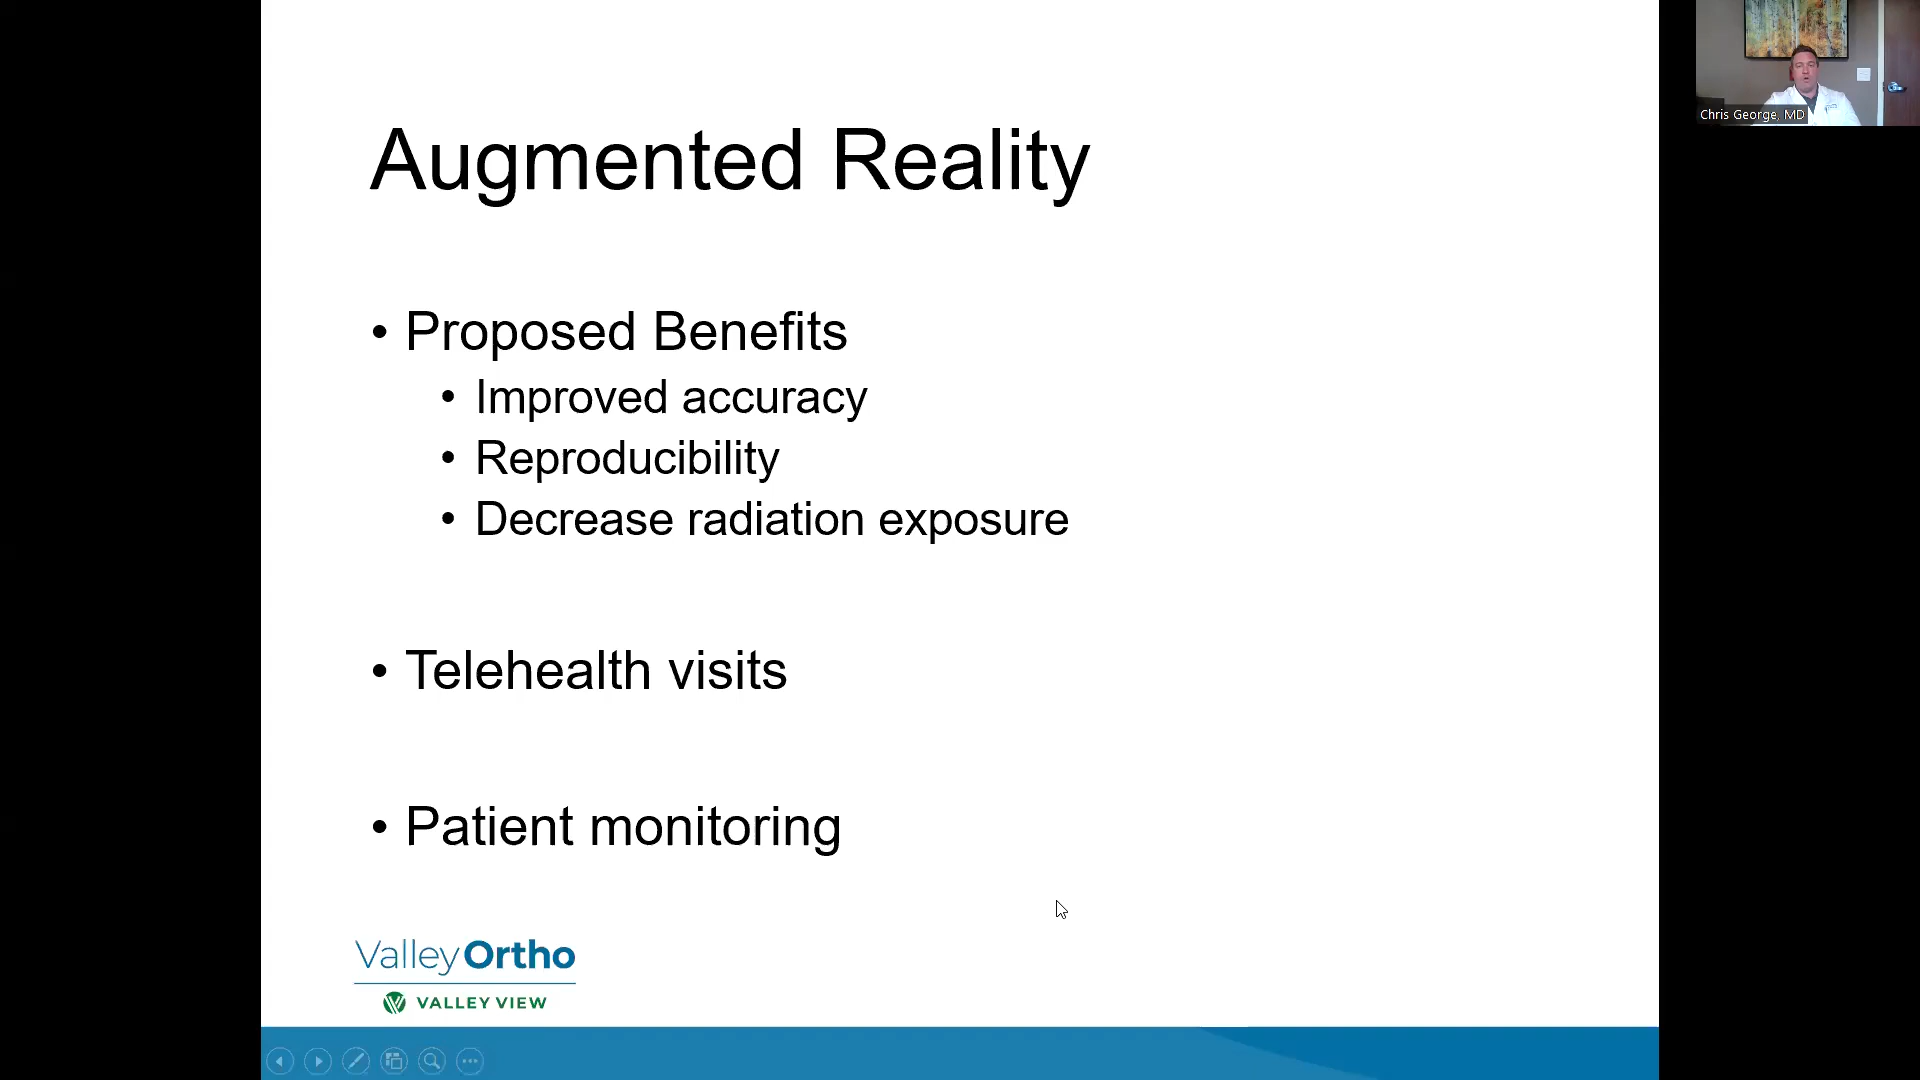 Chris George, MD
Augmented Reality
• Proposed Benefits
• Improved accuracy
• Reproducibility
• Decrease radiation exposure
• Telehealth visits
• Patient monitoring
ValleyOrtho
VALLEY VIEW